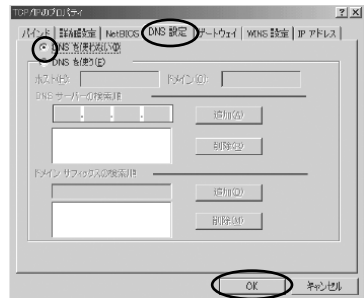 TCP/IPのプロパティ
バインド 詳細設定 NetBIOS DNS 設定 ゲートウェイ WINS 設定 IP アドレス
DNS を使わない(I)
DNS を使う(E)
ホスト(H): ドメイン(O):
DNS サーバーの検索順
追加(A)
削除(R)
ドメイン サフィックスの検索順
追加(D)
削除(M)
OK キャンセル